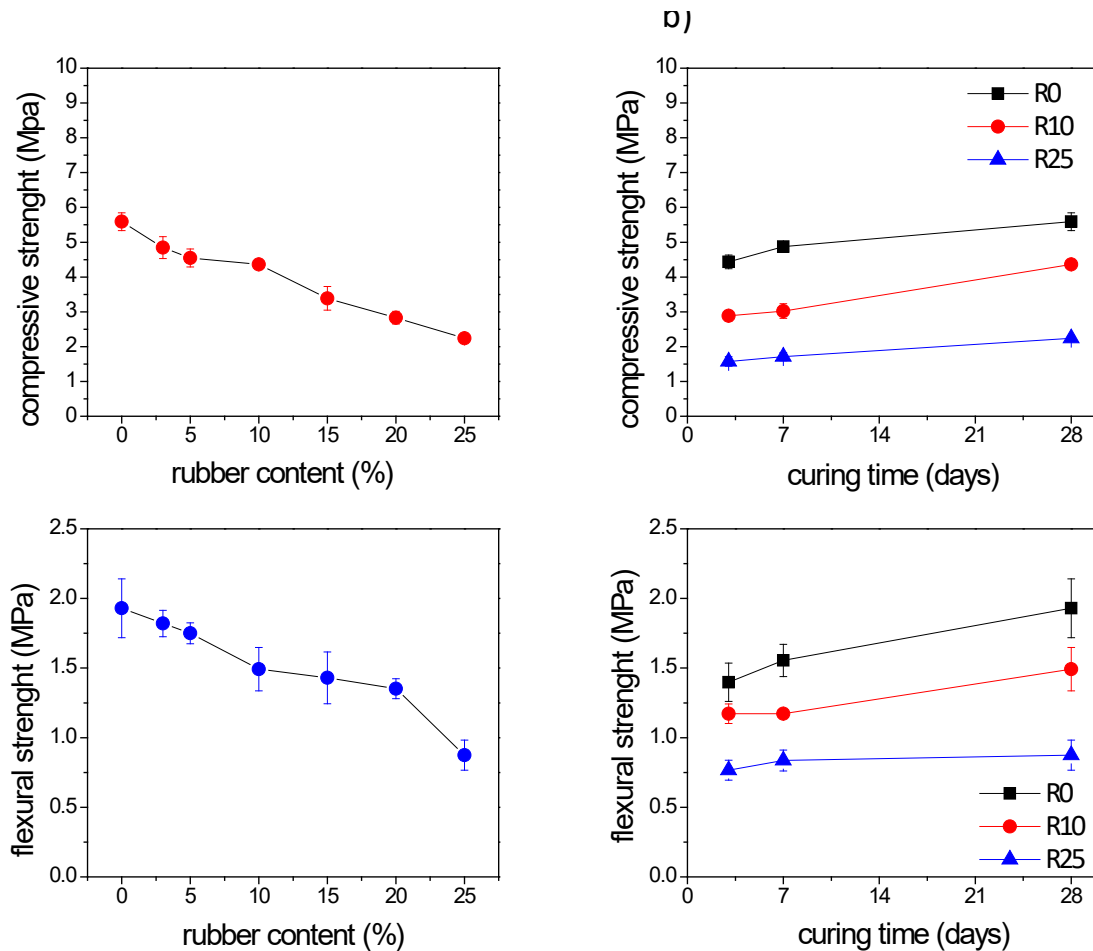 b)
compressive strenght (Mpa)
10
9
8
7
6
5
4
3
2
1
0
0 5 10 15 20 25
rubber content (%)
compressive strenght (MPa)
10
9
8
7
6
5
4
3
2
1
0
R0
R10
R25
0 7 14 21 28
curing time (days)
flexural strenght (MPa)
2.5
2.0
1.5
1.0
0.5
0.0
0 5 10 15 20 25
rubber content (%)
flexural strenght (MPa)
2.5
2.0
1.5
1.0
0.5
0.0
R0
R10
R25
0 7 14 21 28
curing time (days)